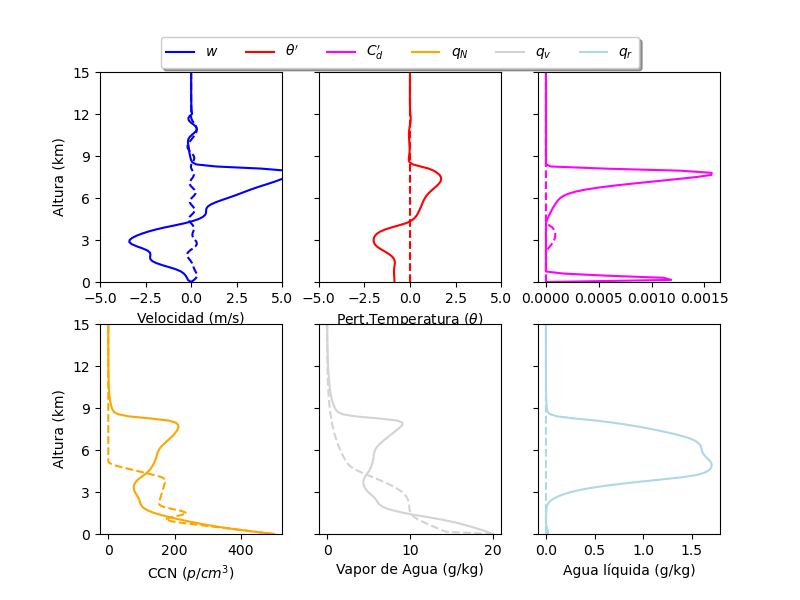 w θ′ C′d qN qv qr
15
12
9
6
3
0
Altura (km)
−5.0 −2.5 0.0 2.5 5.0
Velocidad (m/s)
−5.0 −2.5 0.0 2.5 5.0
Pert.Temperatura (θ)
0.0000 0.0005 0.0010 0.0015
15
12
9
6
3
0
Altura (km)
0 200 400
CCN (p/cm³)
0 10 20
Vapor de Agua (g/kg)
0.0 0.5 1.0 1.5
Agua líquida (g/kg)